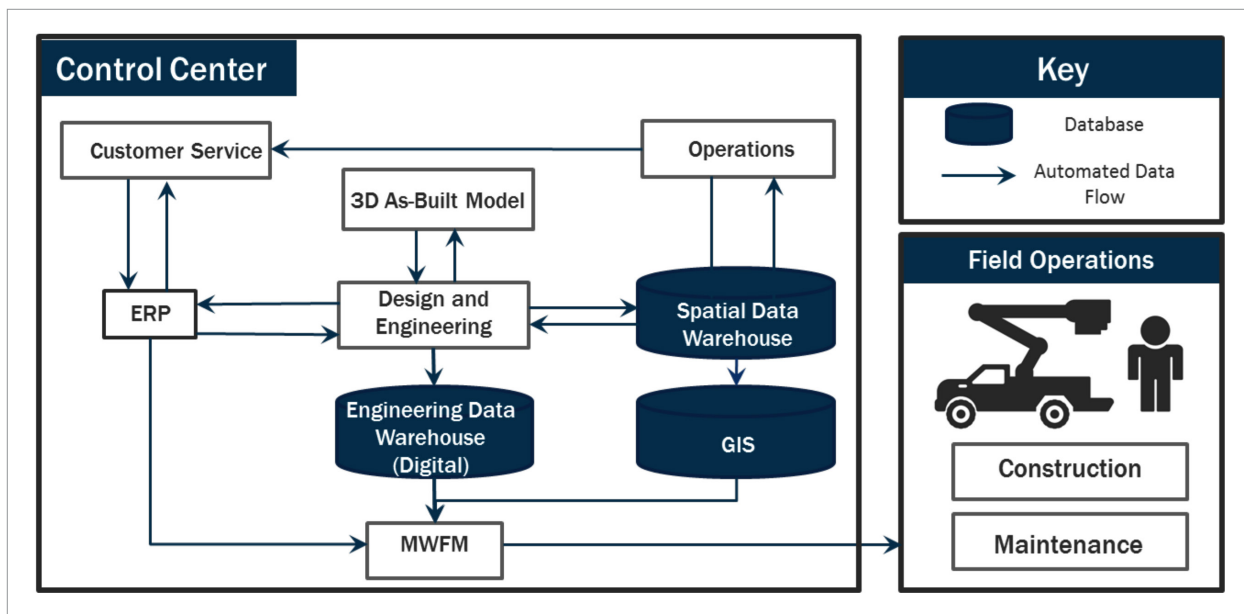 Control Center
Customer Service
Operations
3D As-Built Model
ERP
Design and
Engineering
Spatial Data
Warehouse
Engineering Data
Warehouse
(Digital)
GIS
MWFM
Key
Database
Automated Data
Flow
Field Operations
Construction
Maintenance